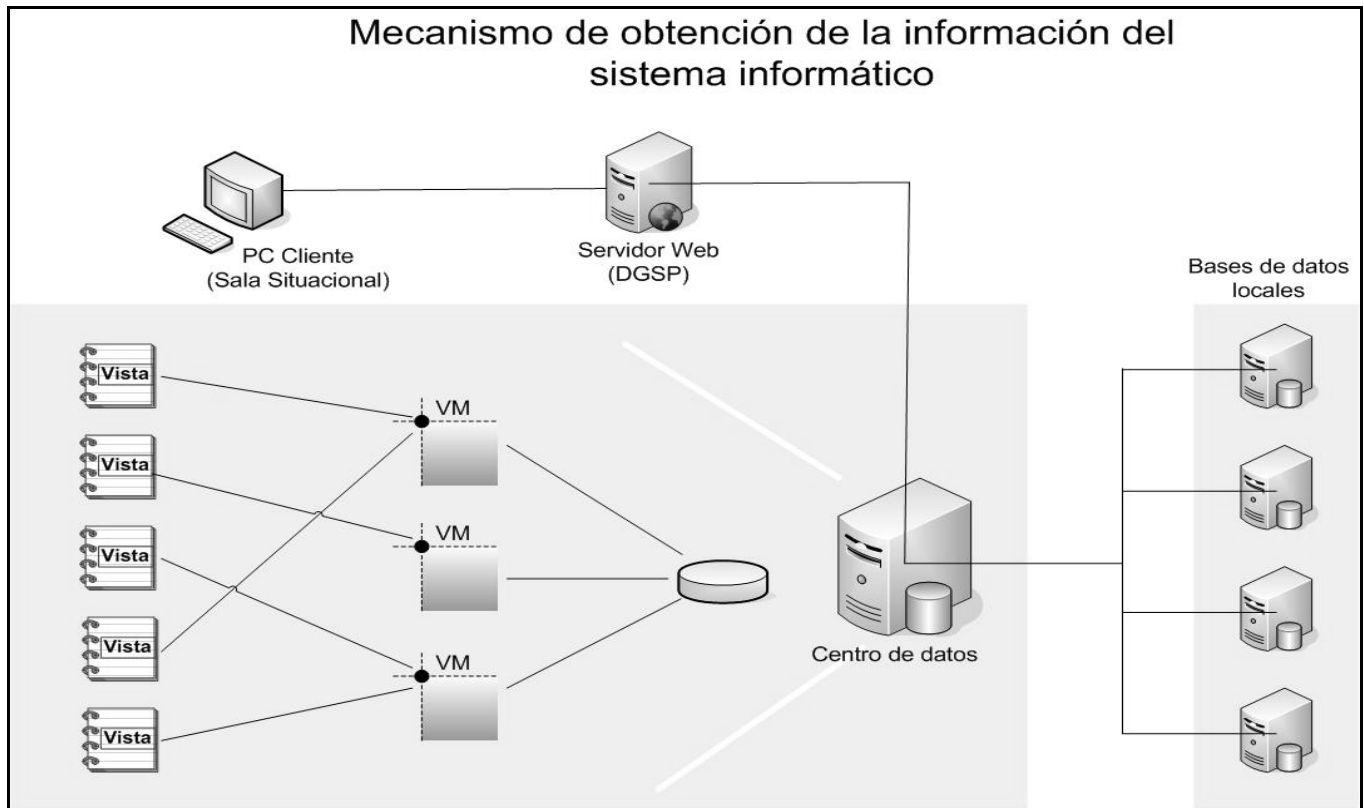 Mecanismo de obtención de la información del
sistema informático
PC Cliente
(Sala Situacional)
Servidor Web
(DGSP)
Bases de datos
locales
Vista
VM
Vista
VM
Vista
Vista
VM
Vista
Centro de datos